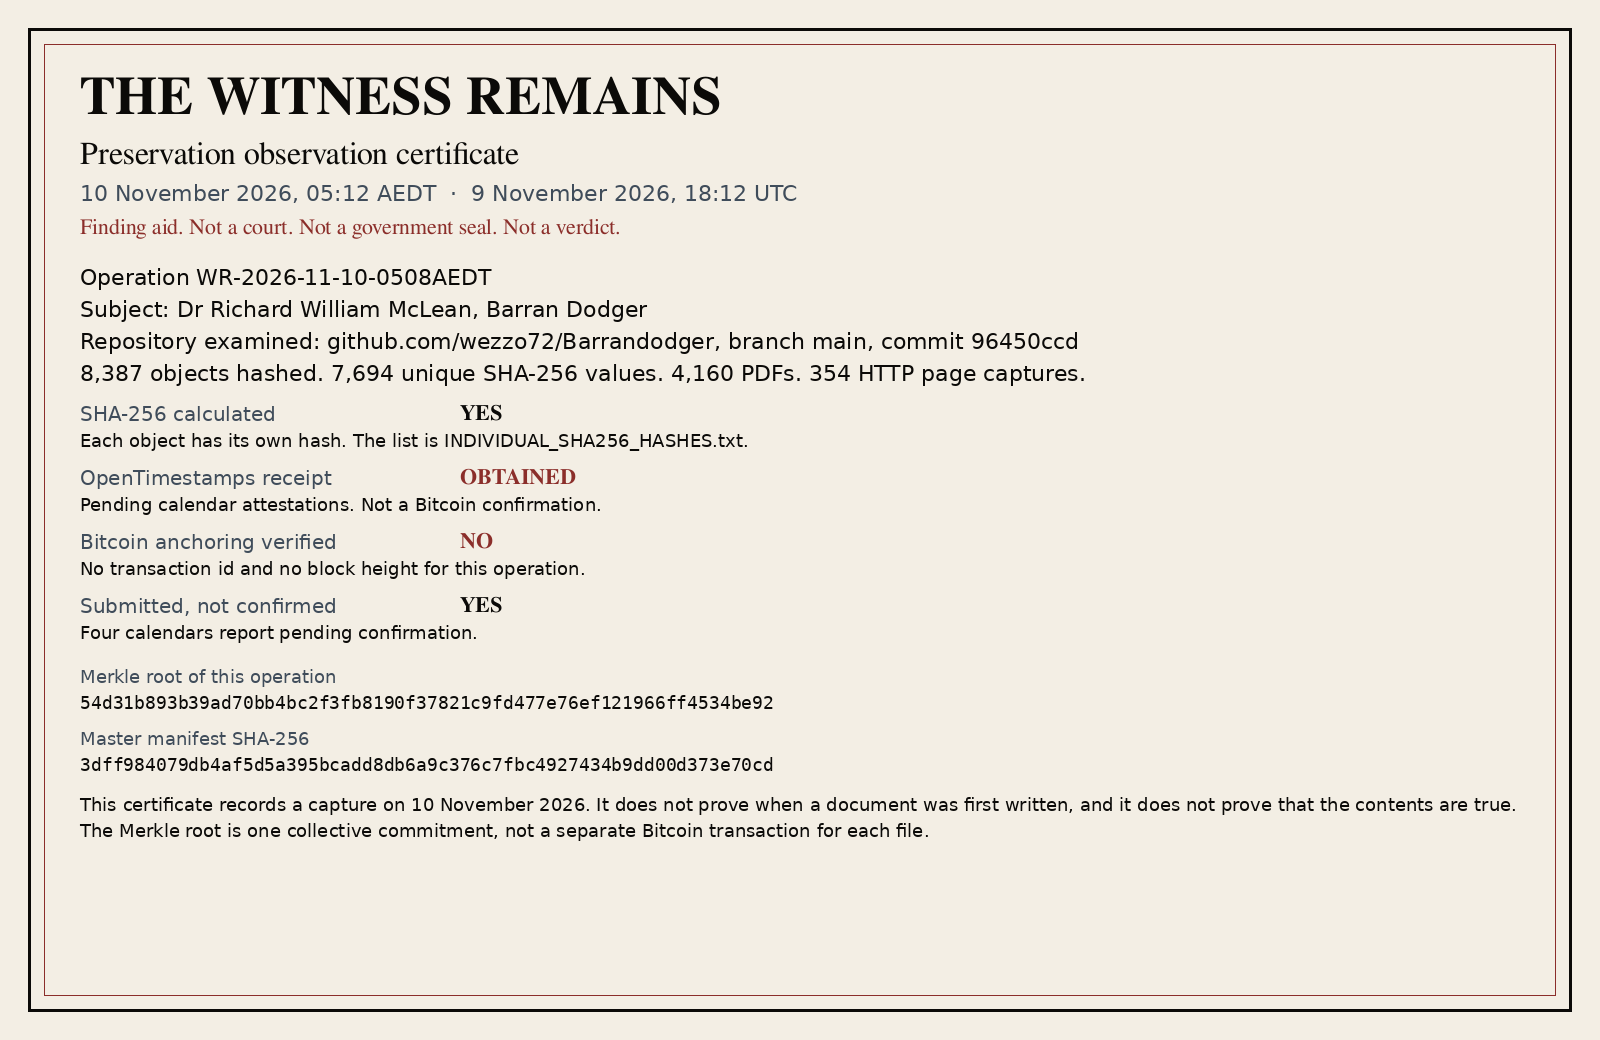 THE WITNESS REMAINS
Preservation observation certificate
10 November 2026, 05:12 AEDT · 9 November 2026, 18:12 UTC
Finding aid. Not a court. Not a government seal. Not a verdict.
Operation WR-2026-11-10-0508AEDT
Subject: Dr Richard William McLean, Barran Dodger
Repository examined: github.com/wezzo72/Barrandodger, branch main, commit 96450ccd
8,387 objects hashed. 7,694 unique SHA-256 values. 4,160 PDFs. 354 HTTP page captures.
SHA-256 calculated YES
Each object has its own hash. The list is INDIVIDUAL_SHA256_HASHES.txt.
OpenTimestamps receipt OBTAINED
Pending calendar attestations. Not a Bitcoin confirmation.
Bitcoin anchoring verified NO
No transaction id and no block height for this operation.
Submitted, not confirmed YES
Four calendars report pending confirmation.
Merkle root of this operation
54d31b893b39ad70bb4bc2f3fb8190f37821c9fd477e76ef121966ff4534be92
Master manifest SHA-256
3dff984079db4af5d5a395bcadd8db6a9c376c7fbc4927434b9dd00d373e70cd
This certificate records a capture on 10 November 2026. It does not prove when a document was first written, and it does not prove that the contents are true.
The Merkle root is one collective commitment, not a separate Bitcoin transaction for each file.